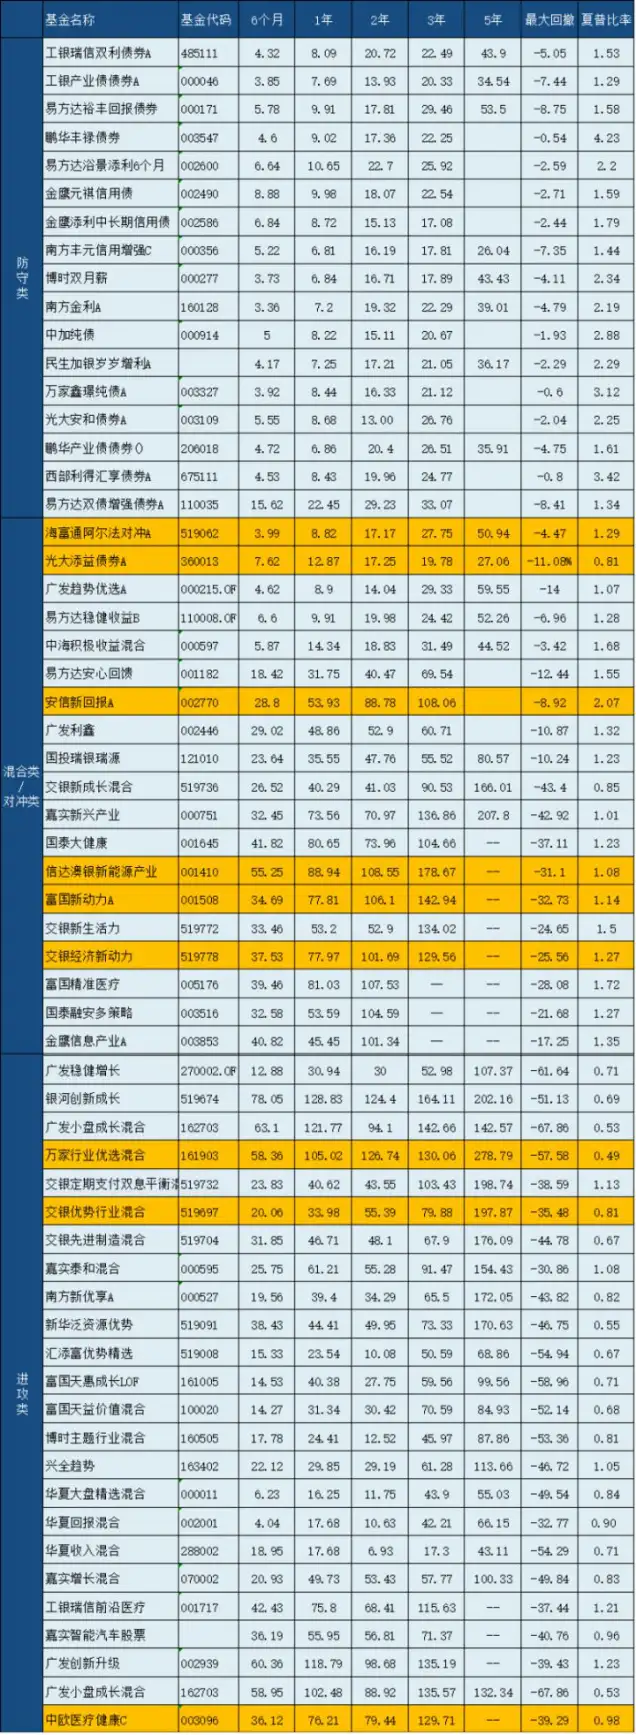 基金名称 基金代码 6个月 1年 2年 3年 5年 最大回撤 夏普比率
防守类
工银瑞信双利债券A 485111 4.32 8.09 20.72 22.49 43.9 -5.05 1.53
工银产业债债券A 000046 3.85 7.69 13.93 20.33 34.54 -7.44 1.29
易方达裕丰回报债券 000171 5.78 9.91 17.81 29.46 53.5 -8.75 1.58
鹏华丰禄债券 003547 4.6 9.02 17.36 22.25 -0.54 4.23
易方达浴景添利6个月 002600 6.64 10.65 22.7 25.92 -2.59 2.2
金鹰元祺信用债 002490 8.88 9.98 18.07 22.54 -2.71 1.59
金鹰添利中长期信用债 002586 6.84 8.72 15.13 17.08 -2.44 1.79
南方丰元信用增强C 000356 5.22 6.81 16.19 17.81 26.04 -7.35 1.44
博时双月薪 000277 3.73 6.84 16.71 17.89 43.43 -4.11 2.34
南方金利A 160128 3.36 7.2 19.32 22.29 39.01 -4.79 2.19
中加纯债 000914 5 8.22 15.11 20.67 -1.93 2.88
民生加银岁岁增利A 4.17 7.25 17.21 21.05 36.17 -2.29 2.29
万家鑫璟纯债A 003327 3.92 8.44 16.33 21.12 -0.6 3.12
光大安和债券A 003109 5.55 8.68 13.00 26.76 -2.04 2.25
鹏华产业债债券() 206018 4.72 6.86 20.4 26.51 35.91 -4.75 1.61
西部利得汇享债券A 675111 4.53 8.43 19.96 24.77 -0.8 3.42
易方达双债增强债券A 110035 15.62 22.45 29.23 33.07 -8.41 1.34
混合类/对冲类
海富通阿尔法对冲A 519062 3.99 8.82 17.17 27.75 50.94 -4.47 1.29
光大添益债券A 360013 7.62 12.87 17.25 19.78 27.06 -11.08% 0.81
广发趋势优选A 000215.OF 4.62 8.9 14.04 29.33 59.55 -14 1.07
易方达稳健收益B 110008.OF 6.6 9.91 19.98 24.42 52.26 -6.96 1.28
中海积极收益混合 000597 5.87 14.34 18.83 31.49 44.52 -3.42 1.68
易方达安心回馈 001182 18.42 31.75 40.47 69.54 -12.44 1.55
安信新回报A 002770 28.8 53.93 88.78 108.06 -8.92 2.07
广发利鑫 002446 29.02 48.86 52.9 60.71 -10.87 1.32
国投瑞银瑞源 121010 23.64 35.55 47.76 55.52 80.57 -10.24 1.23
交银新成长混合 519736 26.52 40.29 41.03 90.53 166.01 -43.4 0.85
嘉实新兴产业 000751 32.45 73.56 70.97 136.86 207.8 -42.92 1.01
国泰大健康 001645 41.82 80.65 73.96 104.66 -- -37.11 1.23
信达澳银新能源产业 001410 55.25 88.94 108.55 178.67 -- -31.1 1.08
富国新动力A 001508 34.69 77.81 106.1 142.94 -- -32.73 1.14
交银新生活力 519772 33.46 53.2 52.9 134.02 -- -24.65 1.5
交银经济新动力 519778 37.53 77.97 101.69 129.56 -- -25.56 1.27
富国精准医疗 005176 39.46 81.03 107.53 -- -- -28.08 1.72
国泰融安多策略 003516 32.58 53.59 104.59 -- -- -21.68 1.27
金鹰信息产业A 003853 40.82 45.45 101.34 -- -- -17.25 1.35
进攻类
广发稳健增长 270002.OF 12.88 30.94 30 52.98 107.37 -61.64 0.71
银河创新成长 519674 78.05 128.83 124.4 164.11 202.16 -51.13 0.69
广发小盘成长混合 162703 63.1 121.77 94.1 142.66 142.57 -67.86 0.53
万家行业优选混合 161903 58.36 105.02 126.74 130.06 278.79 -57.58 0.49
交银定期支付双息平衡 519732 23.83 40.62 43.55 103.43 198.74 -38.59 1.13
交银优势行业混合 519697 20.06 33.98 55.39 79.88 197.87 -35.48 0.81
交银先进制造混合 519704 31.85 46.71 48.1 67.9 176.09 -44.78 0.67
嘉实泰和混合 000595 25.75 61.21 55.28 91.47 154.43 -30.86 1.08
南方新优享A 000527 19.56 39.4 34.29 65.5 172.05 -43.82 0.82
新华泛资源优势 519091 38.43 44.41 49.95 73.33 170.63 -46.75 0.55
汇添富优势精选 519008 15.33 23.54 10.08 50.59 68.86 -54.94 0.67
富国天惠成长LOF 161005 14.53 40.38 27.75 59.56 99.56 -58.96 0.71
富国天益价值混合 100020 14.27 31.34 30.42 70.59 84.93 -52.14 0.68
博时主题行业混合 160505 17.78 24.41 12.52 45.97 87.86 -53.36 0.81
兴全趋势 163402 22.12 29.85 29.19 61.28 113.66 -46.72 1.05
华夏大盘精选混合 000011 6.23 16.25 11.75 43.9 55.03 -49.54 0.84
华夏回报混合 002001 4.04 17.68 10.63 42.21 66.15 -32.77 0.90
华夏收入混合 288002 18.95 17.68 6.93 17.3 43.11 -54.29 0.71
嘉实增长混合 070002 20.93 49.73 53.43 57.77 100.33 -49.84 0.83
工银瑞信前沿医疗 001717 42.43 75.8 68.41 115.63 -- -37.44 1.21
嘉实智能汽车股票 36.19 55.95 56.81 71.37 -- -40.76 0.96
广发创新升级 002939 60.36 118.79 98.68 135.19 -- -39.43 1.23
广发小盘成长混合 162703 58.95 102.48 88.92 135.57 132.34 -67.86 0.53
中欧医疗健康C 003096 36.12 76.21 79.44 129.71 -- -39.29 0.98